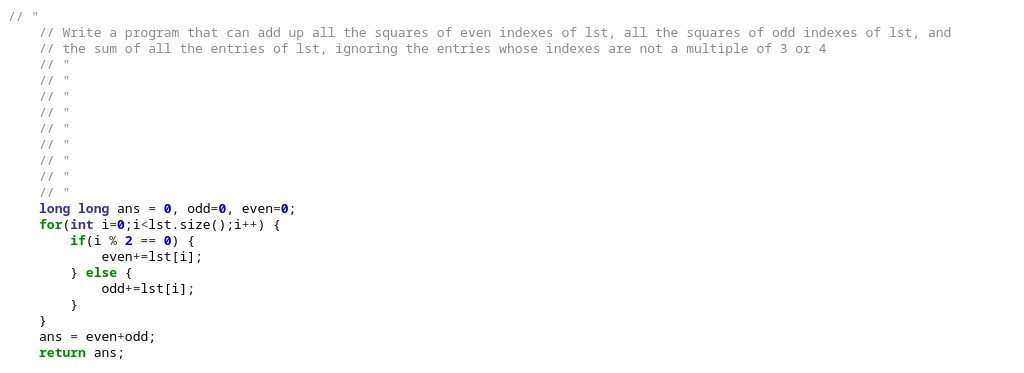 // "
// Write a program that can add up all the squares of even indexes of lst, all the squares of odd indexes of lst, and
// the sum of all the entries of lst, ignoring the entries whose indexes are not a multiple of 3 or 4
// "
// "
// "
// "
// "
// "
// "
// "
// "
long long ans = 0, odd=0, even=0;
for(int i=0;i<lst.size();i++) {
if(i % 2 == 0) {
even+=lst[i];
} else {
odd+=lst[i];
}
}
ans = even+odd;
return ans;